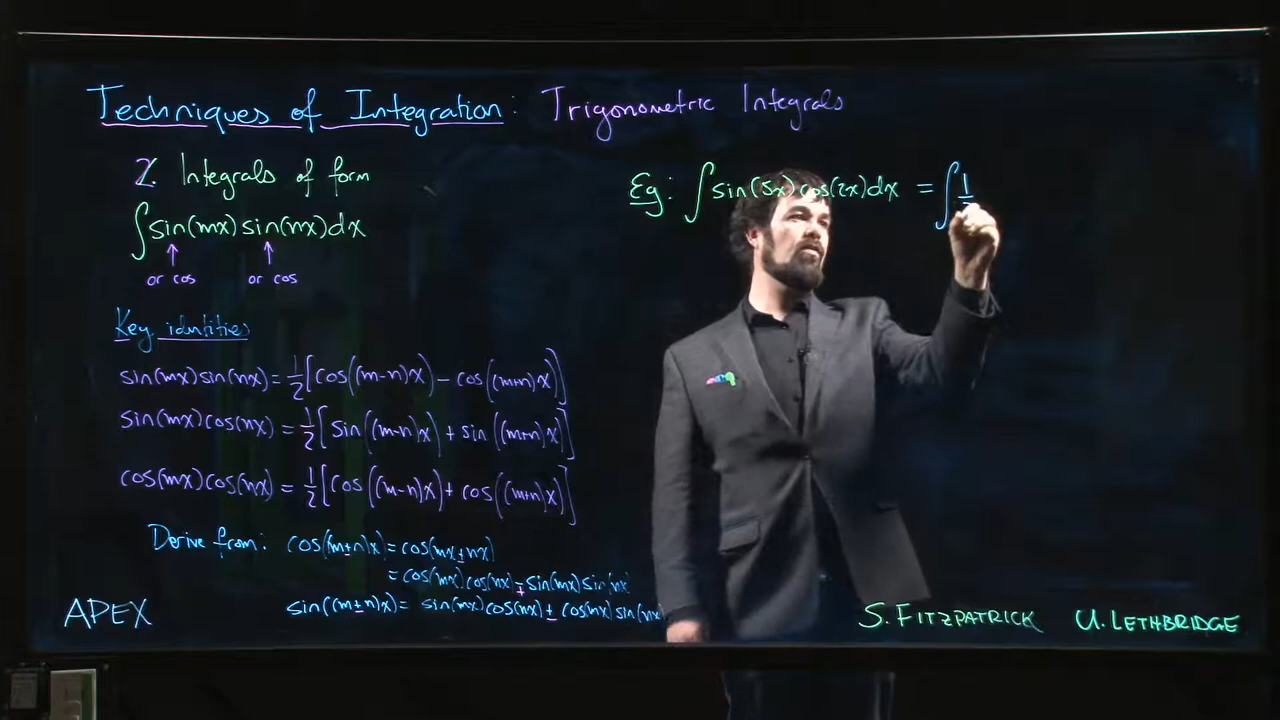 Techniques of Integration: Trigonometric Integrals
2. Integrals of form
∫sin(mx)sin(nx)dx
↑ ↑
or cos or cos
Key identities
sin(mx)sin(nx) = 1/2[cos((m-n)x) - cos((m+n)x)]
sin(mx)cos(nx) = 1/2[sin((m-n)x) + sin((m+n)x)]
cos(mx)cos(nx) = 1/2[cos((m-n)x) + cos((m+n)x)]
Derive from: cos((m±n)x) = cos(mx±nx)
= cos(mx)cos(nx) ∓ sin(mx)sin(nx
sin((m±n)x) = sin(mx)cos(nx) ± cos(mx)sin(nx)
APEX
Eg: ∫sin(5x)cos(2x)dx = ∫1
S. FITZPATRICK U. LETHBRIDGE